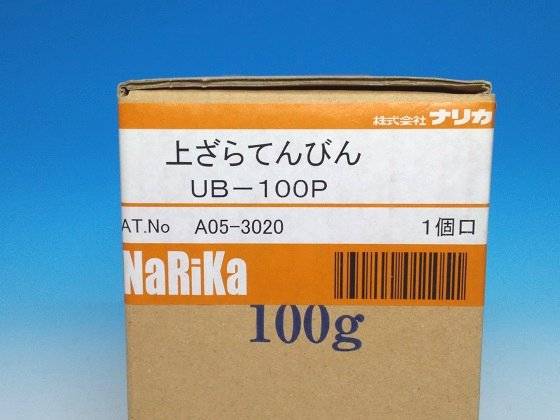 株式会社 ナリカ
上ざらてんびん
UB－100P
AT.No A05-3020 1個口
NaRiKa
100g